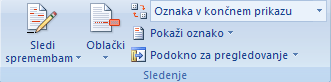 Sledi
spremembam
Oblački
Oznaka v končnem prikazu
Pokaži oznako
Podokno za pregledovanje
Sledenje